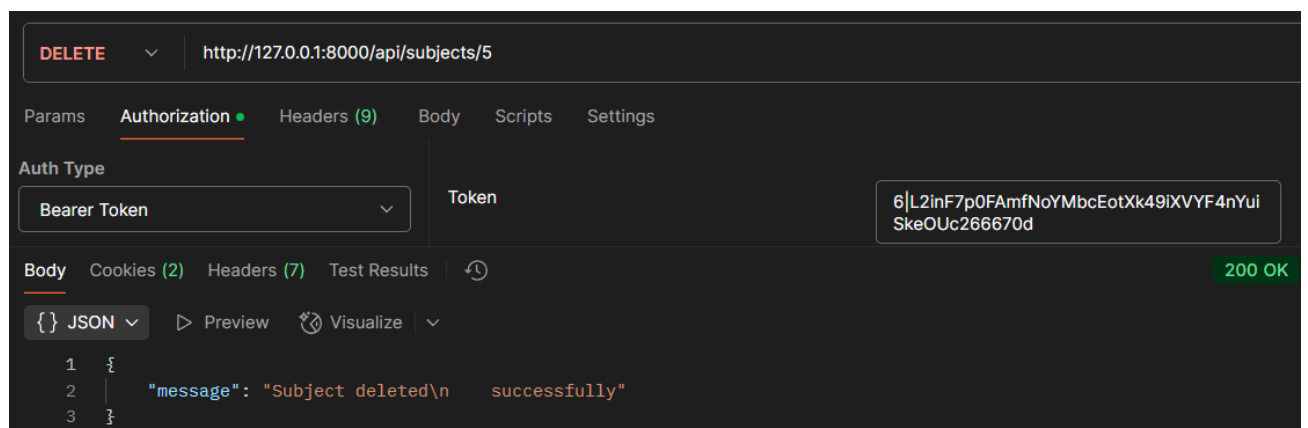 DELETE http://127.0.0.1:8000/api/subjects/5
Params Authorization Headers (9) Body Scripts Settings
Auth Type
Bearer Token
Token
6|L2inF7p0FAmfNoYMbcEotXk49iXVYF4nYui
SkeOUc266670d
Body Cookies (2) Headers (7) Test Results 200 OK
{} JSON Preview Visualize
1 {
2 "message": "Subject deleted\n    successfully"
3 }